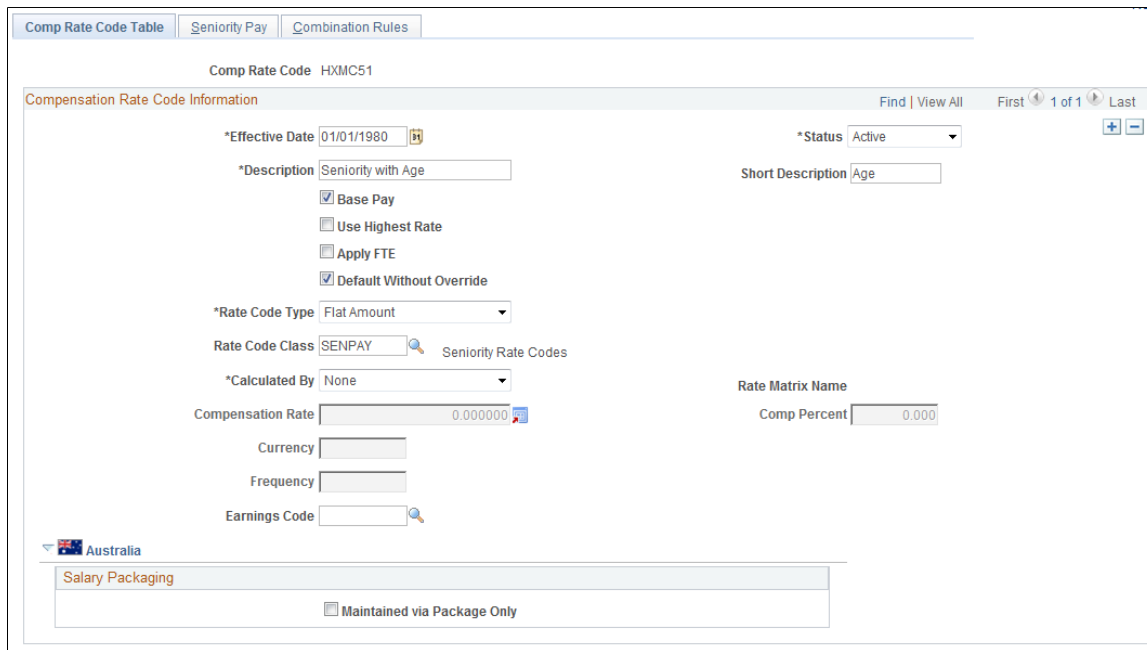 Comp Rate Code Table Seniority Pay Combination Rules
Comp Rate Code HXMC51
Compensation Rate Code Information Find | View All First 1 of 1 Last
*Effective Date 01/01/1980 31 *Status Active
*Description Seniority with Age Short Description Age
Base Pay
Use Highest Rate
Apply FTE
Default Without Override
*Rate Code Type Flat Amount
Rate Code Class SENPAY Seniority Rate Codes
*Calculated By None Rate Matrix Name
Compensation Rate 0.000000 Comp Percent 0.000
Currency
Frequency
Earnings Code
Australia
Salary Packaging
Maintained via Package Only